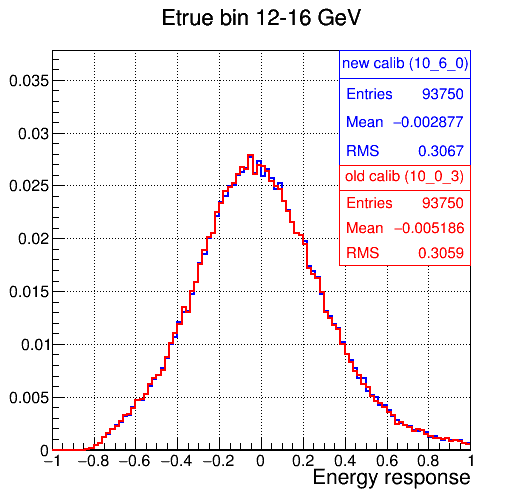 Etrue bin 12-16 GeV
new calib (10_6_0)
Entries 93750
Mean −0.002877
RMS 0.3067
old calib (10_0_3)
Entries 93750
Mean −0.005186
RMS 0.3059
0.035
0.03
0.025
0.02
0.015
0.01
0.005
0
−1 −0.8 −0.6 −0.4 −0.2 0 0.2 0.4 0.6 0.8 1
Energy response